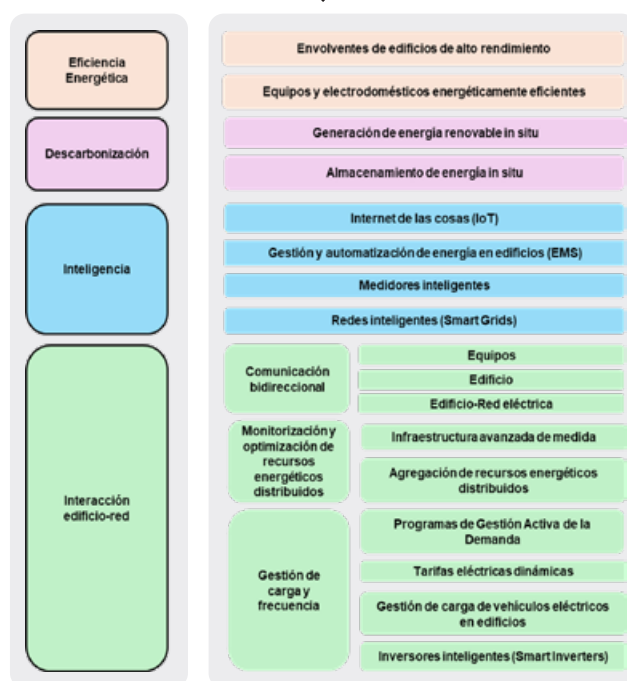 Eficiencia
Energética
Envolventes de edificios de alto rendimiento
Equipos y electrodomésticos energéticamente eficientes
Descarbonización
Generación de energía renovable in situ
Almacenamiento de energía in situ
Inteligencia
Internet de las cosas (IoT)
Gestión y automatización de energía en edificios (EMS)
Medidores inteligentes
Redes inteligentes (Smart Grids)
Interacción
edificio-red
Comunicación
bidireccional
Equipos
Edificio
Edificio-Red eléctrica
Monitorización y
optimización de
recursos
energéticos
distribuidos
Infraestructura avanzada de medida
Agregación de recursos energéticos
distribuidos
Gestión de
carga y
frecuencia
Programas de Gestión Activa de la
Demanda
Tarifas eléctricas dinámicas
Gestión de carga de vehículos eléctricos
en edificios
Inversores inteligentes (Smart Inverters)